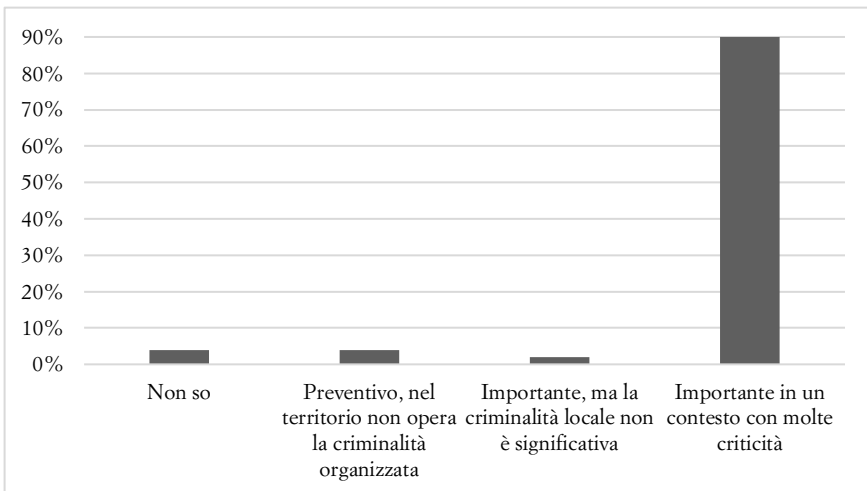 90%
80%
70%
60%
50%
40%
30%
20%
10%
0%
Non so
Preventivo, nel
territorio non opera
la criminalità
organizzata
Importante, ma la
criminalità locale non
è significativa
Importante in un
contesto con molte
criticità